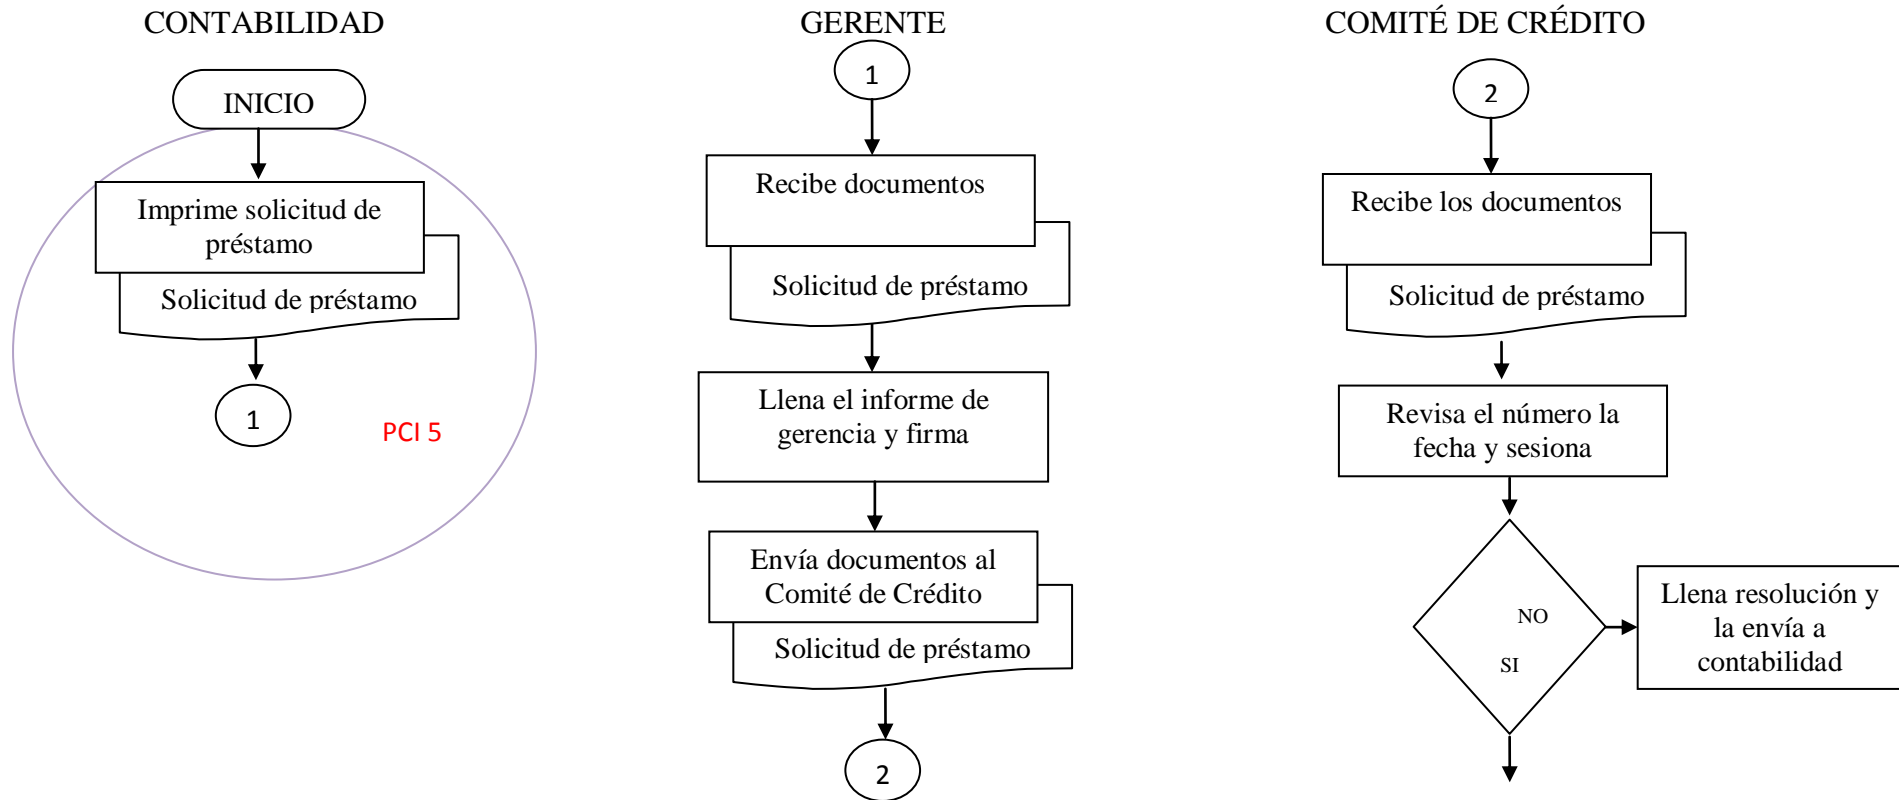 CONTABILIDAD
INICIO
Imprime solicitud de
préstamo
Solicitud de préstamo
1
PCI 5
GERENTE
1
Recibe documentos
Solicitud de préstamo
Llena el informe de
gerencia y firma
Envía documentos al
Comité de Crédito
Solicitud de préstamo
2
COMITÉ DE CRÉDITO
2
Recibe los documentos
Solicitud de préstamo
Revisa el número la
fecha y sesiona
NO
SI
Llena resolución y
la envía a
contabilidad